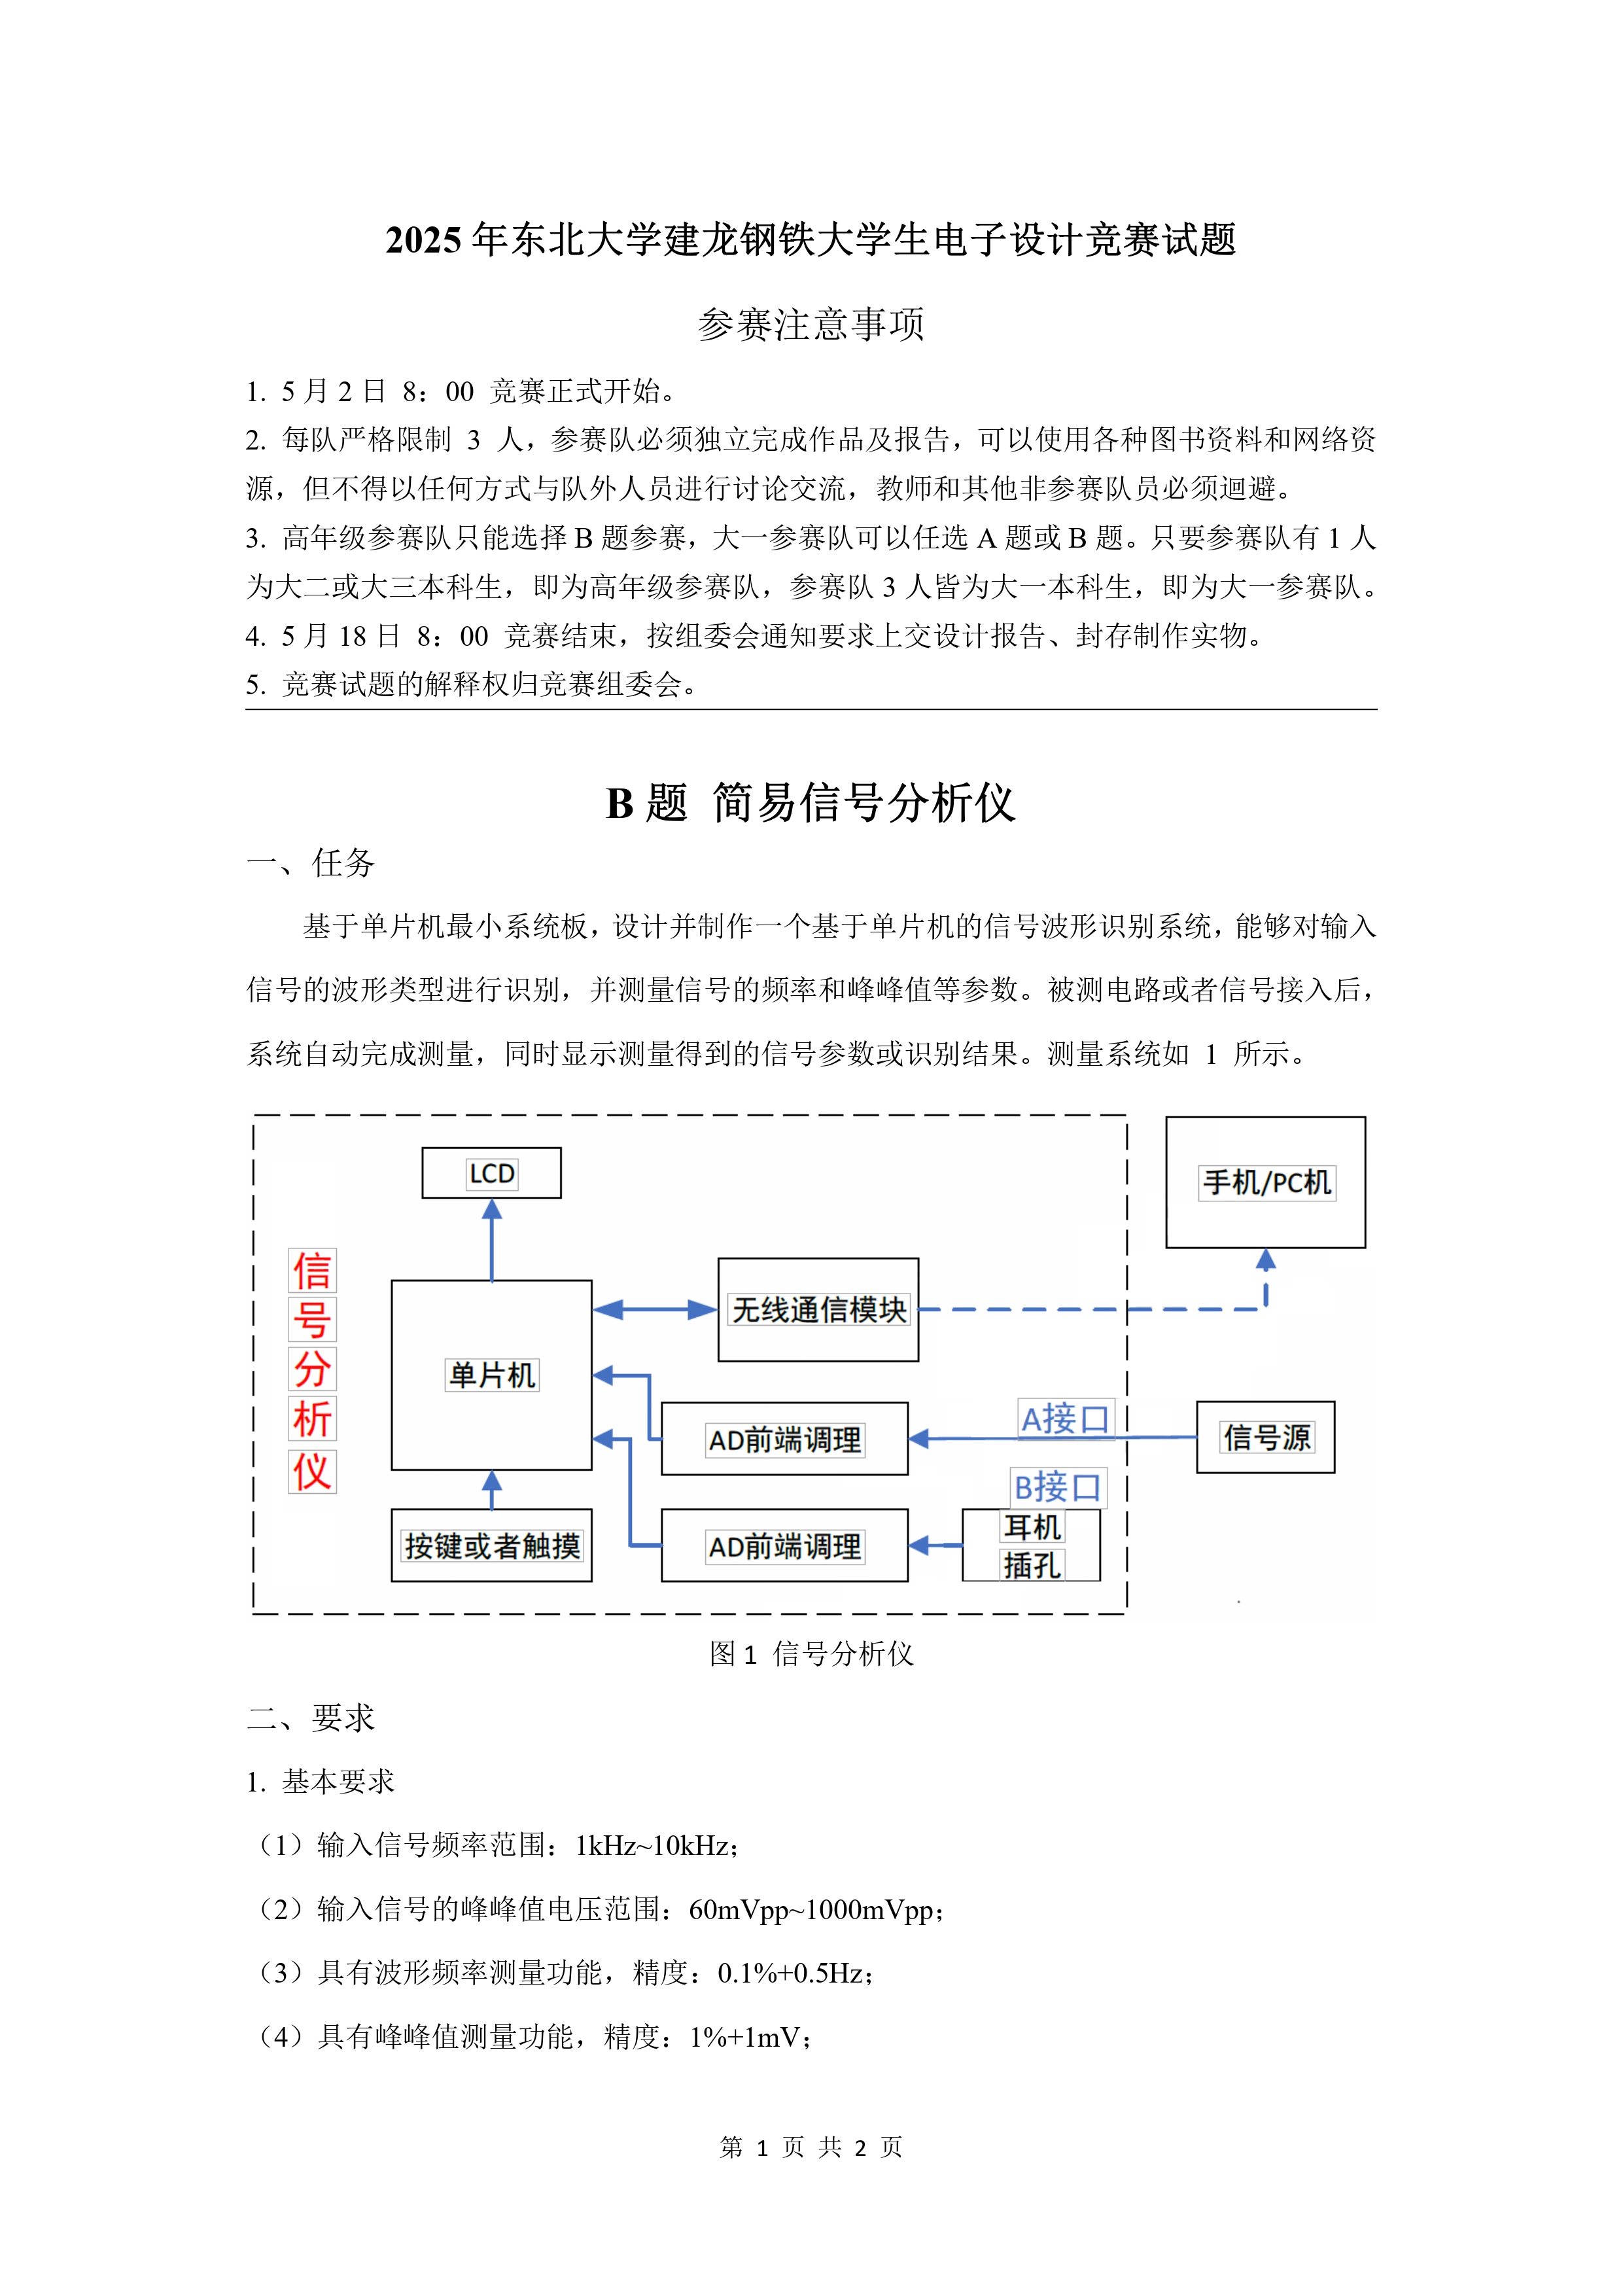 2025 年东北大学建龙钢铁大学生电子设计竞赛试题
参赛注意事项
1. 5 月 2 日 8：00 竞赛正式开始。
2. 每队严格限制 3 人，参赛队必须独立完成作品及报告，可以使用各种图书资料和网络资
源，但不得以任何方式与队外人员进行讨论交流，教师和其他非参赛队员必须迴避。
3. 高年级参赛队只能选择 B 题参赛，大一参赛队可以任选 A 题或 B 题。只要参赛队有 1 人
为大二或大三本科生，即为高年级参赛队，参赛队 3 人皆为大一本科生，即为大一参赛队。
4. 5 月 18 日 8：00 竞赛结束，按组委会通知要求上交设计报告、封存制作实物。
5. 竞赛试题的解释权归竞赛组委会。
B 题 简易信号分析仪
一、任务
基于单片机最小系统板，设计并制作一个基于单片机的信号波形识别系统，能够对输入
信号的波形类型进行识别，并测量信号的频率和峰峰值等参数。被测电路或者信号接入后，
系统自动完成测量，同时显示测量得到的信号参数或识别结果。测量系统如 1 所示。
LCD
手机/PC机
信
号
分
析
仪
无线通信模块
单片机
A接口
AD前端调理
信号源
B接口
耳机
插孔
按键或者触摸
AD前端调理
图 1 信号分析仪
二、要求
1. 基本要求
（1）输入信号频率范围：1kHz~10kHz；
（2）输入信号的峰峰值电压范围：60mVpp~1000mVpp；
（3）具有波形频率测量功能，精度：0.1%+0.5Hz；
（4）具有峰峰值测量功能，精度：1%+1mV；
第 1 页 共 2 页